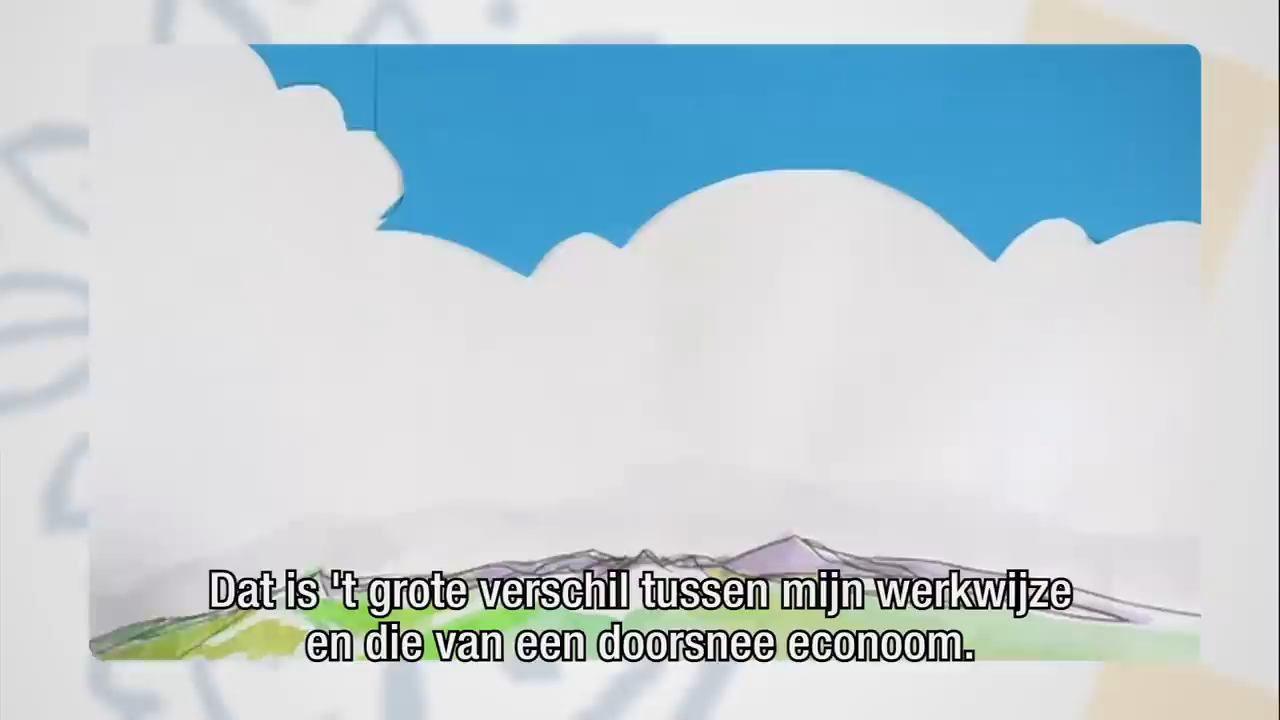 Dat is 't grote verschil tussen mijn werkwijze
en die van een doorsnee econoom.